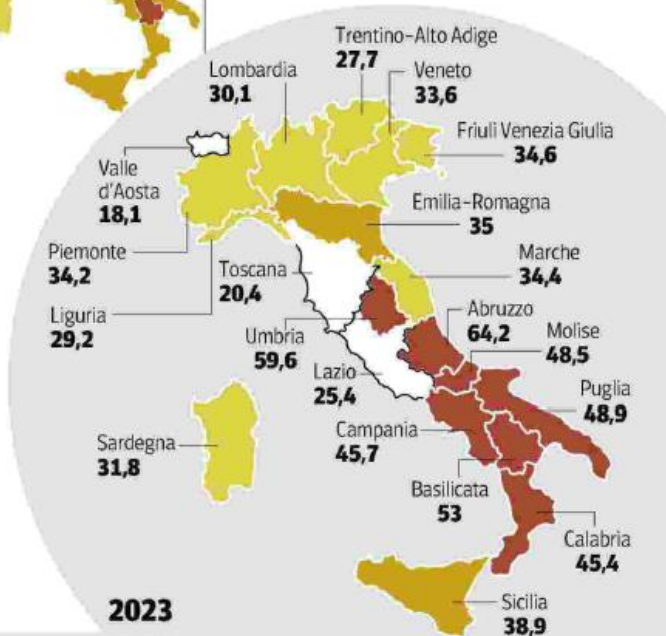 Trentino-Alto Adige
27,7
Lombardia
30,1
Veneto
33,6
Friuli Venezia Giulia
34,6
Valle
d'Aosta
18,1
Emilia-Romagna
35
Piemonte
34,2
Toscana
20,4
Marche
34,4
Liguria
29,2
Abruzzo
64,2
Umbria
59,6
Molise
48,5
Lazio
25,4
Puglia
48,9
Campania
45,7
Sardegna
31,8
Basilicata
53
Calabria
45,4
Sicilia
38,9
2023